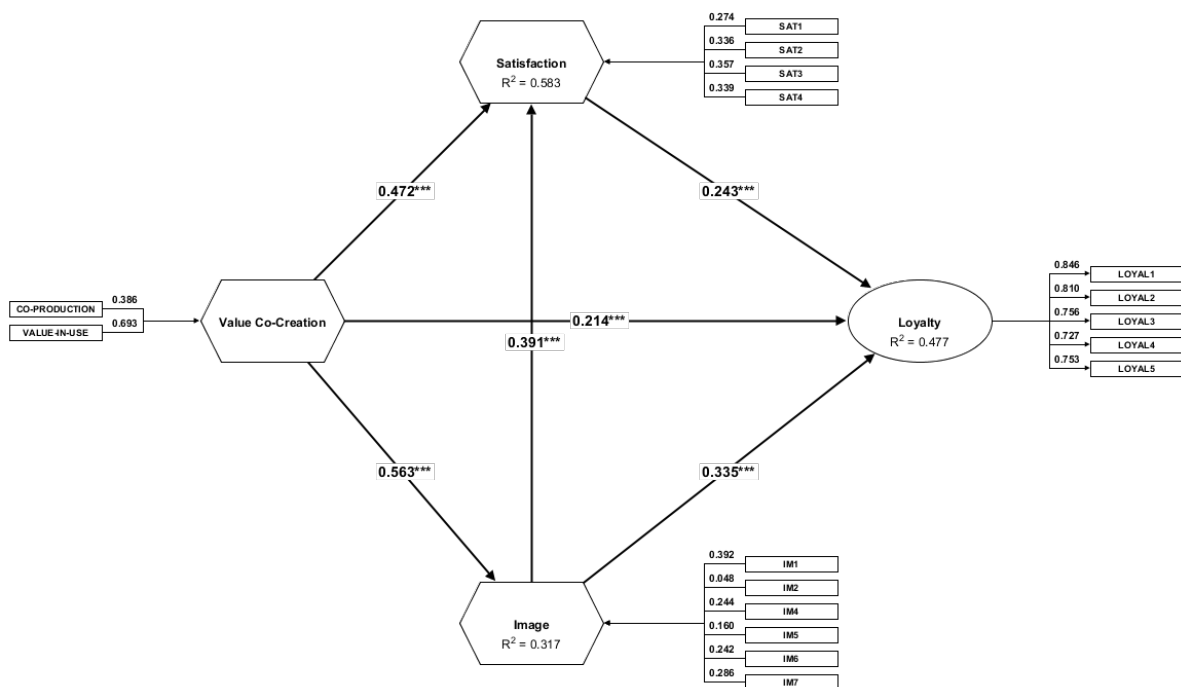 0.274
SAT1
0.336
SAT2
0.357
SAT3
0.339
SAT4
Satisfaction
R² = 0.583
0.472***
0.243***
0.386
CO-PRODUCTION
0.693
VALUE-IN-USE
Value Co-Creation
0.214***
0.391***
Loyalty
R² = 0.477
0.846
LOYAL1
0.810
LOYAL2
0.756
LOYAL3
0.727
LOYAL4
0.753
LOYAL5
0.563***
0.335***
Image
R² = 0.317
0.392
IM1
0.048
IM2
0.244
IM4
0.160
IM5
0.242
IM6
0.286
IM7